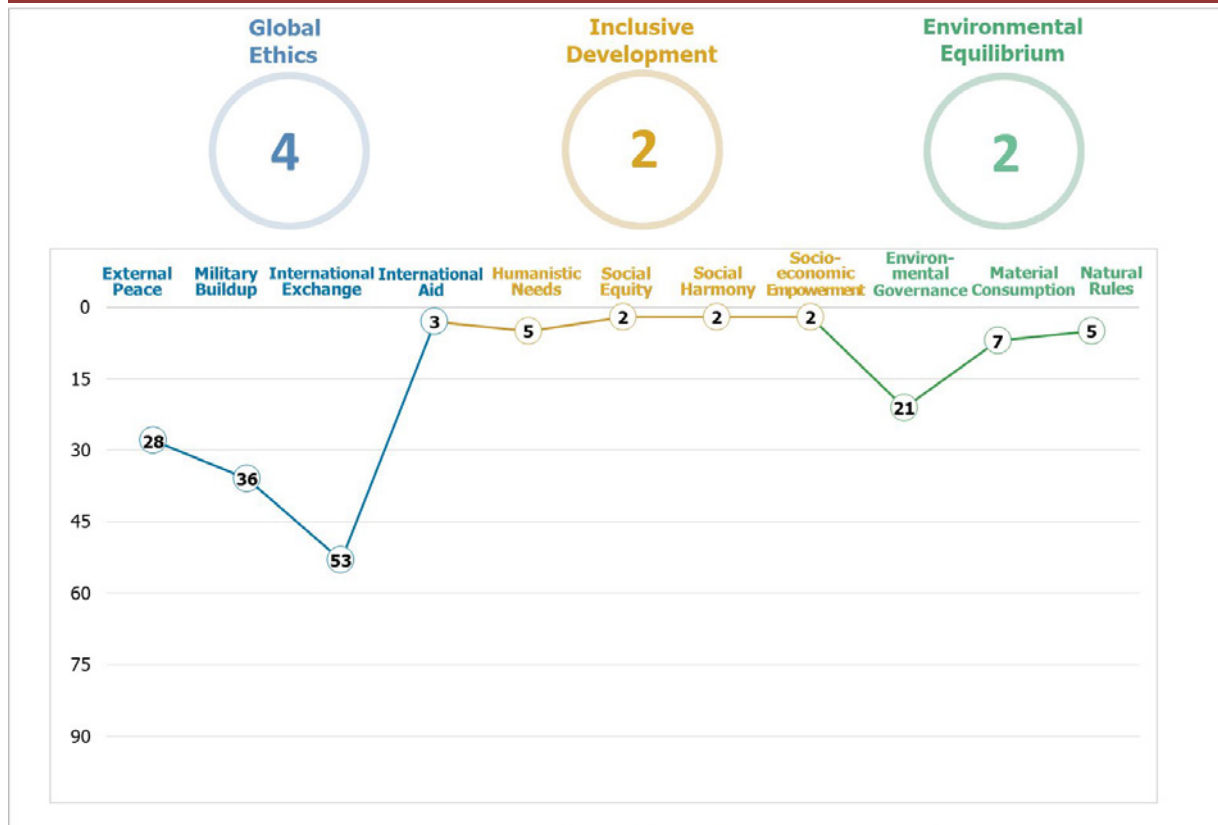 Global
Ethics
Inclusive
Development
Environmental
Equilibrium
4
2
2
External
Peace
Military
Buildup
International
Exchange
International
Aid
Humanistic
Needs
Social
Equity
Social
Harmony
Socio-
economic
Empowerment
Environ-
mental
Governance
Material
Consumption
Natural
Rules
0
15
30
45
60
75
90
28
36
53
3
5
2
2
2
21
7
5